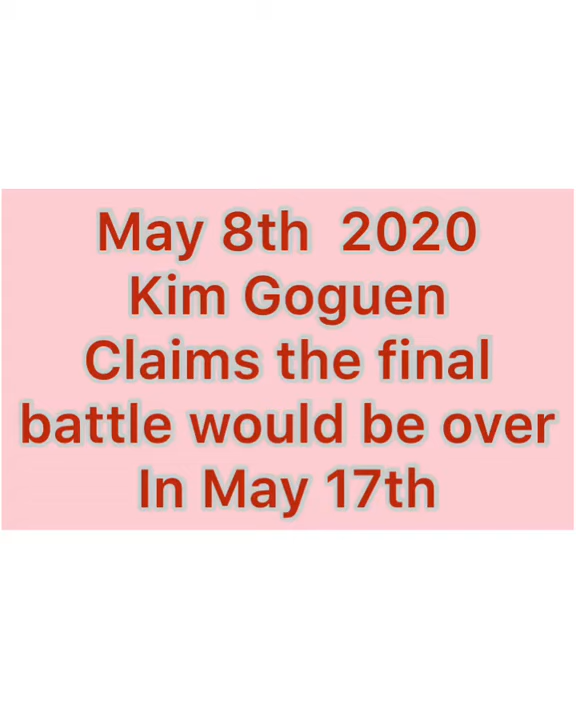 May 8th  2020
Kim Goguen
Claims the final
battle would be over
In May 17th